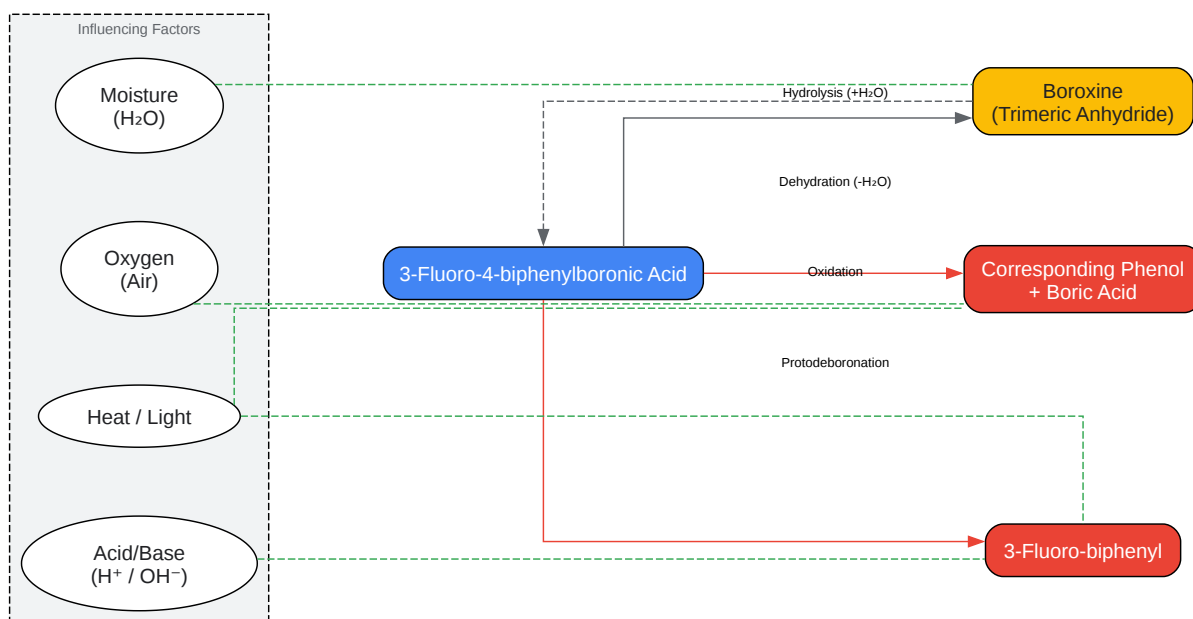 Influencing Factors
Moisture
(H₂O)
Oxygen
(Air)
Heat / Light
Acid/Base
(H⁺ / OH⁻)
Hydrolysis (+H₂O)
Dehydration (-H₂O)
3-Fluoro-4-biphenylboronic Acid
Oxidation
Protodeboronation
Boroxine
(Trimeric Anhydride)
Corresponding Phenol
+ Boric Acid
3-Fluoro-biphenyl